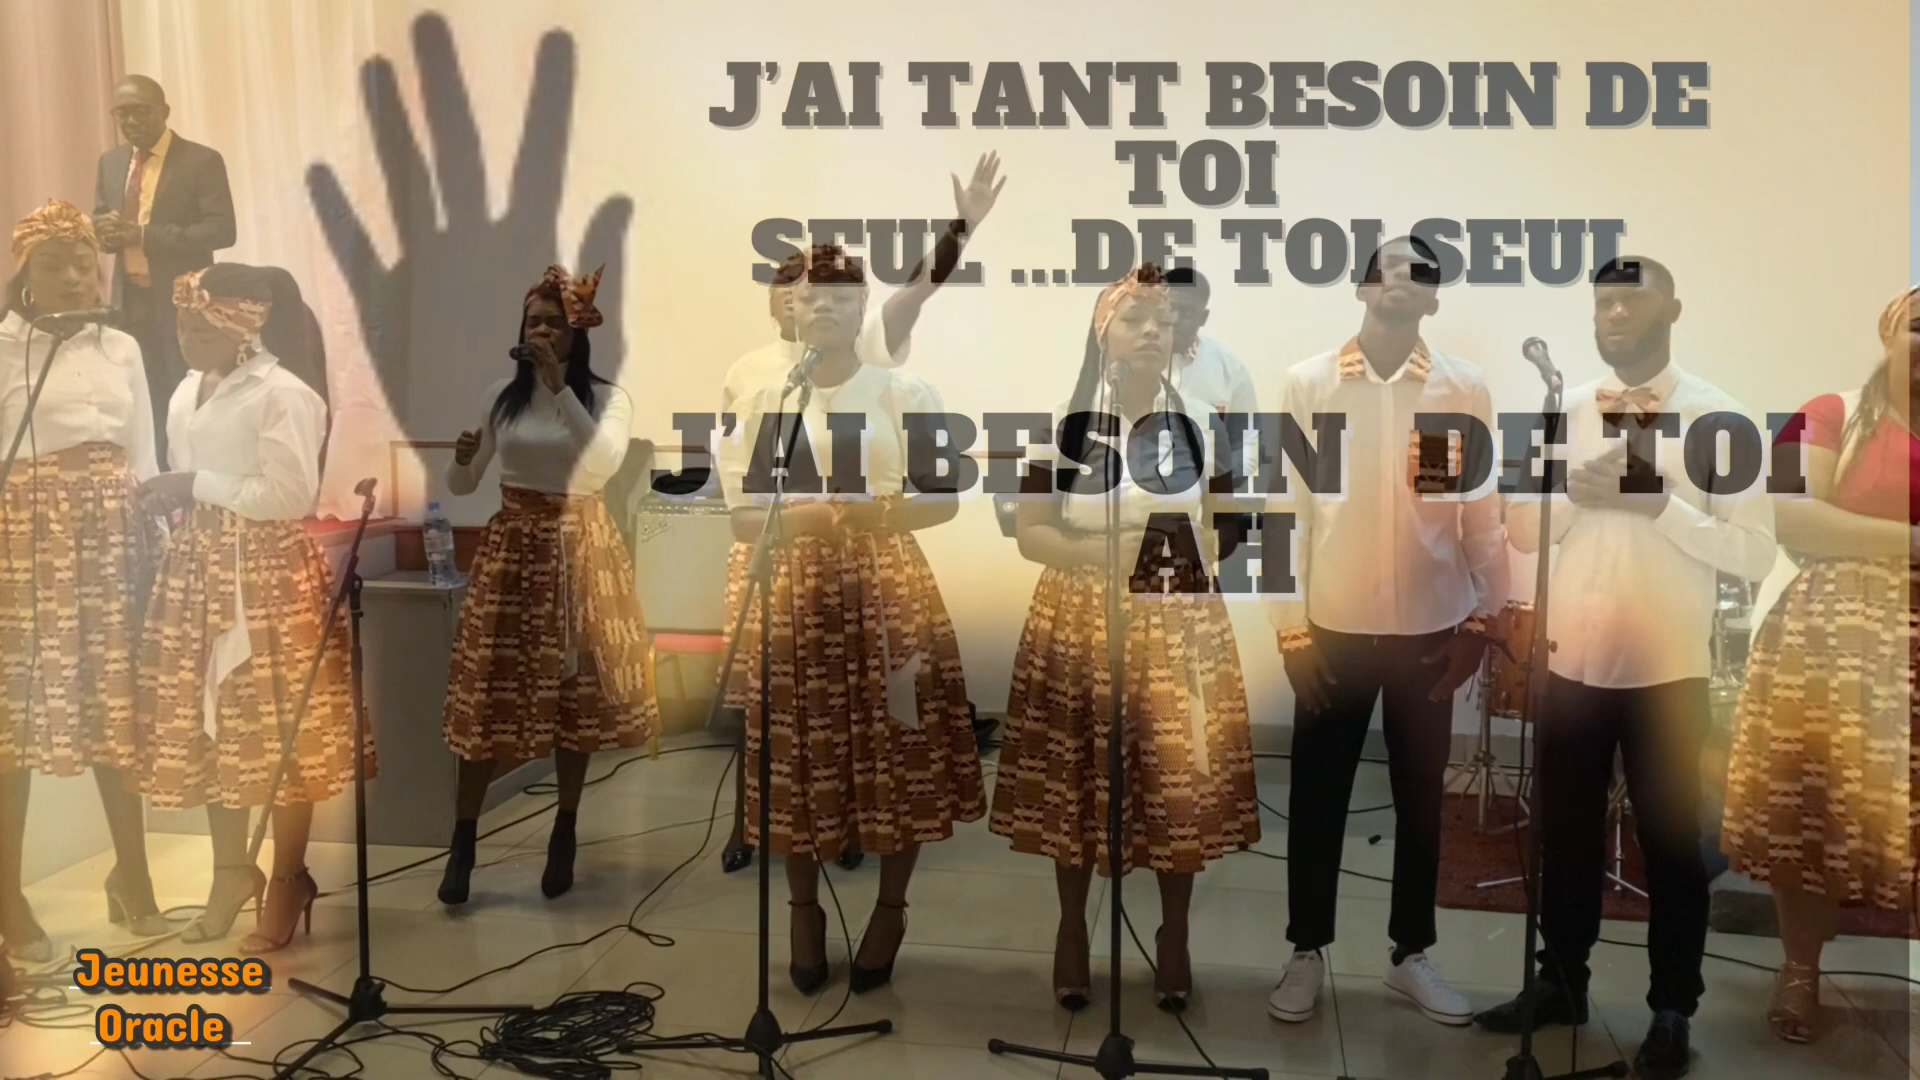 J'AI TANT BESOIN DE
TOI
SEUL ...DE TOI SEUL
J'AI BESOIN DE TOI
AH
Jeunesse
Oracle